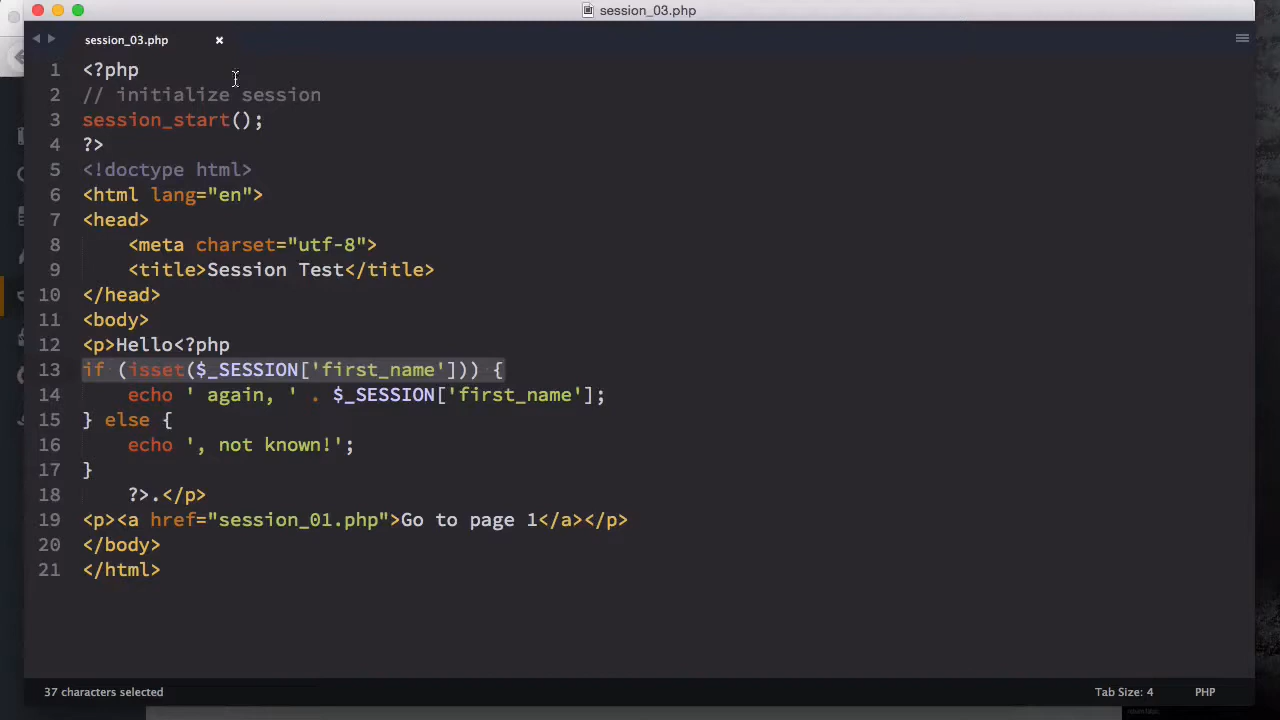 session_03.php
session_03.php
1 <?php
2 // initialize session
3 session_start();
4 ?>
5 <!doctype html>
6 <html lang="en">
7 <head>
8     <meta charset="utf-8">
9     <title>Session Test</title>
10 </head>
11 <body>
12 <p>Hello<?php
13 if (isset($_SESSION['first_name'])) {
14     echo ' again, ' . $_SESSION['first_name'];
15 } else {
16     echo ', not known!';
17 }
18     ?>.</p>
19 <p><a href="session_01.php">Go to page 1</a></p>
20 </body>
21 </html>
37 characters selected
Tab Size: 4
PHP